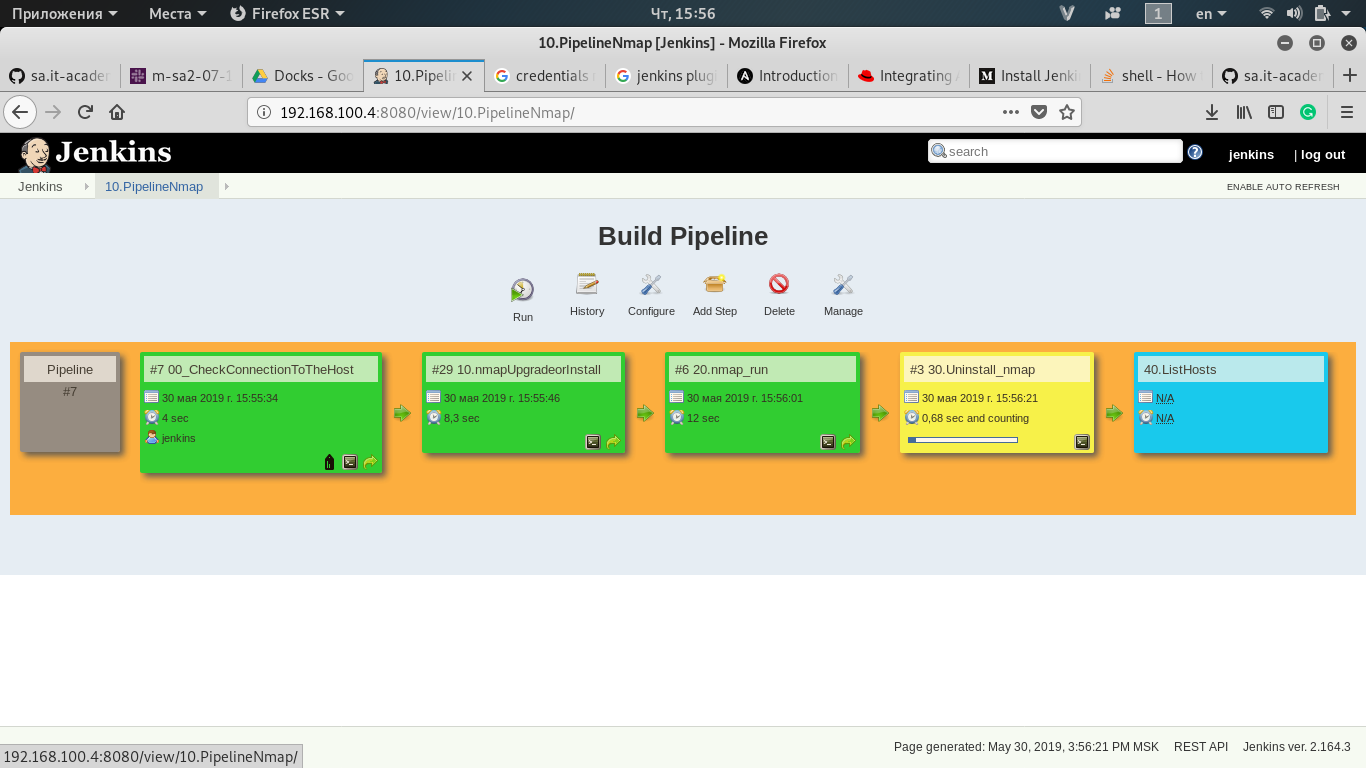 Приложения Места Firefox ESR Чт, 15:56 1 en
10.PipelineNmap [Jenkins] - Mozilla Firefox
sa.it-acader m-sa2-07-1 Docks - Goo 10.Pipelin credentials jenkins plugi Introduction Integrating Install Jenki shell - How sa.it-acade
192.168.100.4:8080/view/10.PipelineNmap/
Jenkins search jenkins | log out
Jenkins 10.PipelineNmap ENABLE AUTO REFRESH
Build Pipeline
Run History Configure Add Step Delete Manage
Pipeline
#7
#7 00_CheckConnectionToTheHost
30 мая 2019 г. 15:55:34
4 sec
jenkins
#29 10.nmapUpgradeorInstall
30 мая 2019 г. 15:55:46
8,3 sec
#6 20.nmap_run
30 мая 2019 г. 15:56:01
12 sec
#3 30.Uninstall_nmap
30 мая 2019 г. 15:56:21
0,68 sec and counting
40.ListHosts
N/A
N/A
Page generated: May 30, 2019, 3:56:21 PM MSK REST API Jenkins ver. 2.164.3
192.168.100.4:8080/view/10.PipelineNmap/